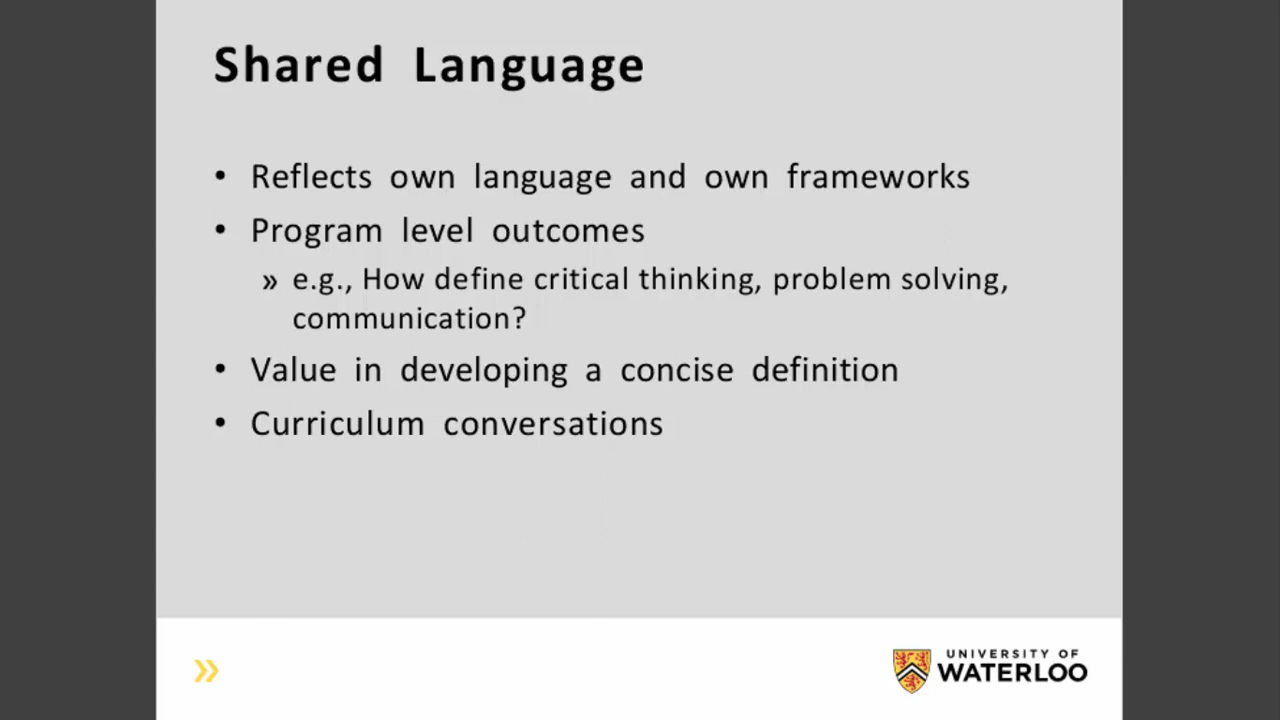 Shared Language
• Reflects own language and own frameworks
• Program level outcomes
» e.g., How define critical thinking, problem solving,
communication?
• Value in developing a concise definition
• Curriculum conversations
UNIVERSITY OF
WATERLOO